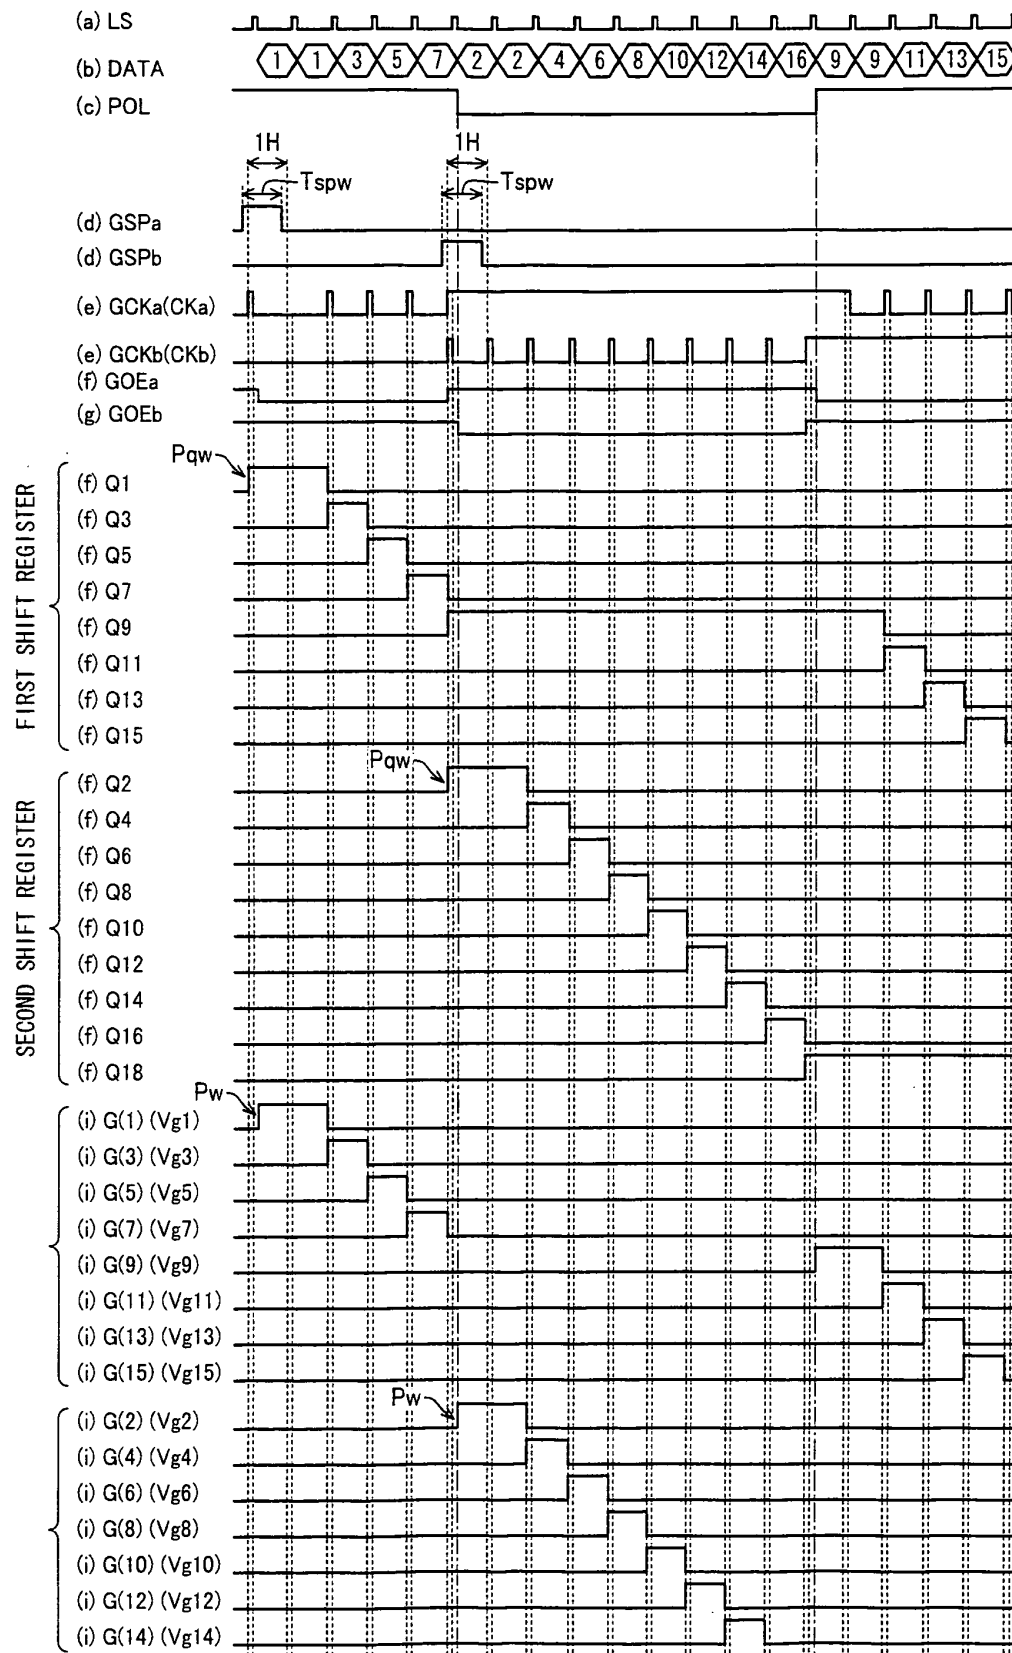 (a) LS
(b) DATA 1 1 3 5 7 2 2 4 6 8 10 12 14 16 9 9 11 13 15
(c) POL
1H 1H
Tspw Tspw
(d) GSPa
(d) GSPb
(e) GCKa(CKa)
(e) GCKb(CKb)
(f) GOEa
(g) GOEb
FIRST SHIFT REGISTER
Pqw
(f) Q1
(f) Q3
(f) Q5
(f) Q7
(f) Q9
(f) Q11
(f) Q13
(f) Q15
SECOND SHIFT REGISTER
Pqw
(f) Q2
(f) Q4
(f) Q6
(f) Q8
(f) Q10
(f) Q12
(f) Q14
(f) Q16
(f) Q18
Pw
(i) G(1) (Vg1)
(i) G(3) (Vg3)
(i) G(5) (Vg5)
(i) G(7) (Vg7)
(i) G(9) (Vg9)
(i) G(11) (Vg11)
(i) G(13) (Vg13)
(i) G(15) (Vg15)
Pw
(i) G(2) (Vg2)
(i) G(4) (Vg4)
(i) G(6) (Vg6)
(i) G(8) (Vg8)
(i) G(10) (Vg10)
(i) G(12) (Vg12)
(i) G(14) (Vg14)